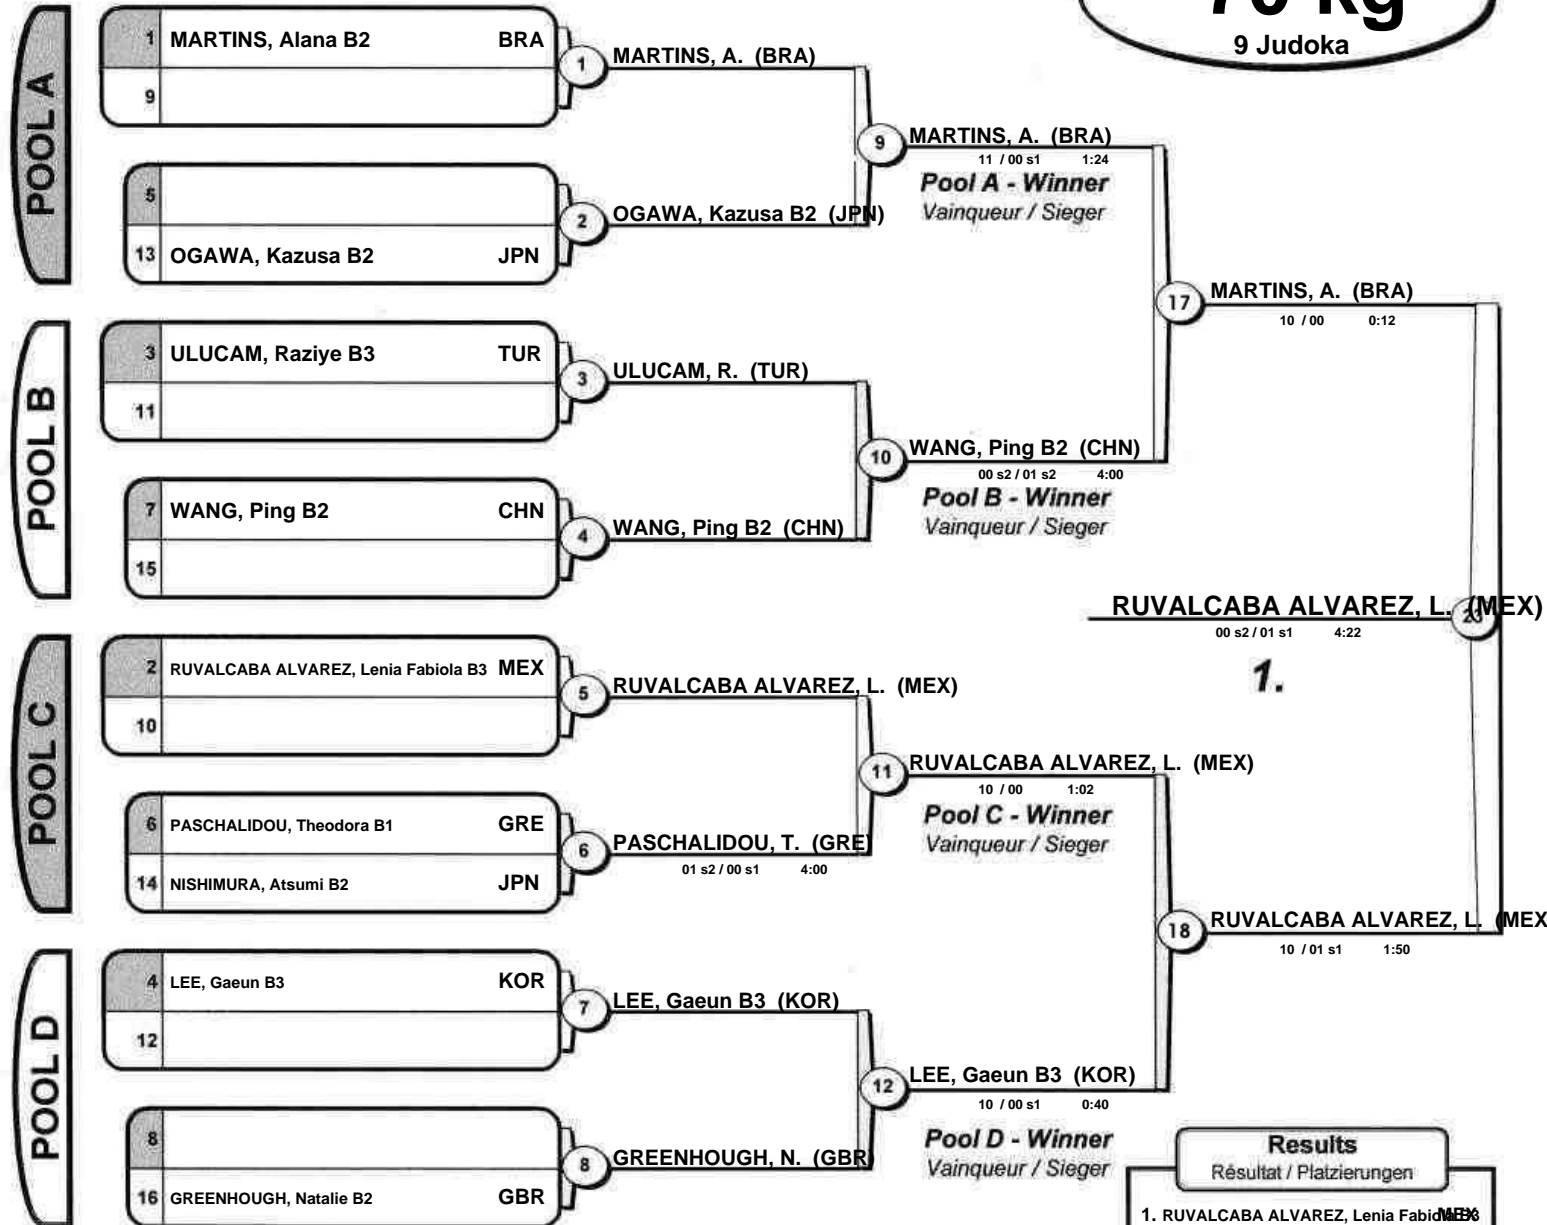 70 kg
9 Judoka
POOL A
1 MARTINS, Alana B2 BRA
9
1 MARTINS, A. (BRA)
5
13 OGAWA, Kazusa B2 JPN
2 OGAWA, Kazusa B2 (JPN)
9 MARTINS, A. (BRA)
11 / 00 s1 1:24
Pool A - Winner
Vainqueur / Sieger
POOL B
3 ULUCAM, Raziye B3 TUR
11
3 ULUCAM, R. (TUR)
7 WANG, Ping B2 CHN
15
4 WANG, Ping B2 (CHN)
10 WANG, Ping B2 (CHN)
00 s2 / 01 s2 4:00
Pool B - Winner
Vainqueur / Sieger
17 MARTINS, A. (BRA)
10 / 00 0:12
RUVALCABA ALVAREZ, L. (MEX) 23
00 s2 / 01 s1 4:22
1.
POOL C
2 RUVALCABA ALVAREZ, Lenia Fabiola B3 MEX
10
5 RUVALCABA ALVAREZ, L. (MEX)
6 PASCHALIDOU, Theodora B1 GRE
14 NISHIMURA, Atsumi B2 JPN
6 PASCHALIDOU, T. (GRE)
01 s2 / 00 s1 4:00
11 RUVALCABA ALVAREZ, L. (MEX)
10 / 00 1:02
Pool C - Winner
Vainqueur / Sieger
18 RUVALCABA ALVAREZ, L. (MEX
10 / 01 s1 1:50
POOL D
4 LEE, Gaeun B3 KOR
12
7 LEE, Gaeun B3 (KOR)
8
16 GREENHOUGH, Natalie B2 GBR
8 GREENHOUGH, N. (GBR)
12 LEE, Gaeun B3 (KOR)
10 / 00 s1 0:40
Pool D - Winner
Vainqueur / Sieger
Results
Résultat / Platzierungen
1. RUVALCABA ALVAREZ, Lenia Fabiola B3 MEX